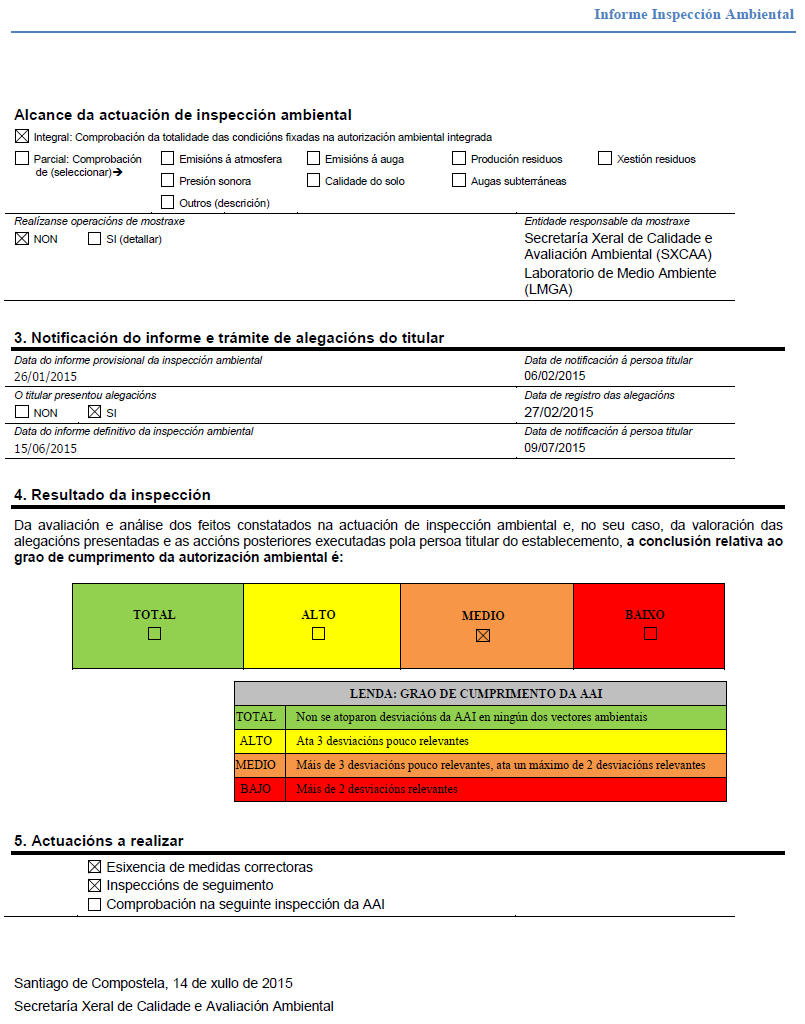 Informe Inspección Ambiental
Alcance da actuación de inspección ambiental
☒ Integral: Comprobación da totalidade das condicións fixadas na autorización ambiental integrada
☐ Parcial: Comprobación de (seleccionar)➔
☐ Emisións á atmosfera ☐ Emisións á auga ☐ Produción residuos ☐ Xestión residuos
☐ Presión sonora ☐ Calidade do solo ☐ Augas subterráneas
☐ Outros (descrición)
Realízanse operacións de mostraxe
☒ NON ☐ SI (detallar)
Entidade responsable da mostraxe
Secretaría Xeral de Calidade e
Avaliación Ambiental (SXCAA)
Laboratorio de Medio Ambiente
(LMGA)
3. Notificación do informe e trámite de alegacións do titular
Data do informe provisional da inspección ambiental
26/01/2015
Data de notificación á persoa titular
06/02/2015
O titular presentou alegacións
☐ NON ☒ SI
Data de registro das alegacións
27/02/2015
Data do informe definitivo da inspección ambiental
15/06/2015
Data de notificación á persoa titular
09/07/2015
4. Resultado da inspección
Da avaliación e análise dos feitos constatados na actuación de inspección ambiental e, no seu caso, da valoración das
alegacións presentadas e as accións posteriores executadas pola persoa titular do establecemento, a conclusión relativa ao
grao de cumprimento da autorización ambiental é:
TOTAL ☐ ALTO ☐ MEDIO ☒ BAIXO ☐
LENDA: GRAO DE CUMPRIMENTO DA AAI
TOTAL Non se atoparon desviacións da AAI en ningún dos vectores ambientais
ALTO Ata 3 desviacións pouco relevantes
MEDIO Máis de 3 desviacións pouco relevantes, ata un máximo de 2 desviacións relevantes
BAJO Máis de 2 desviacións relevantes
5. Actuacións a realizar
☒ Esixencia de medidas correctoras
☒ Inspeccións de seguimento
☐ Comprobación na seguinte inspección da AAI
Santiago de Compostela, 14 de xullo de 2015
Secretaría Xeral de Calidade e Avaliación Ambiental